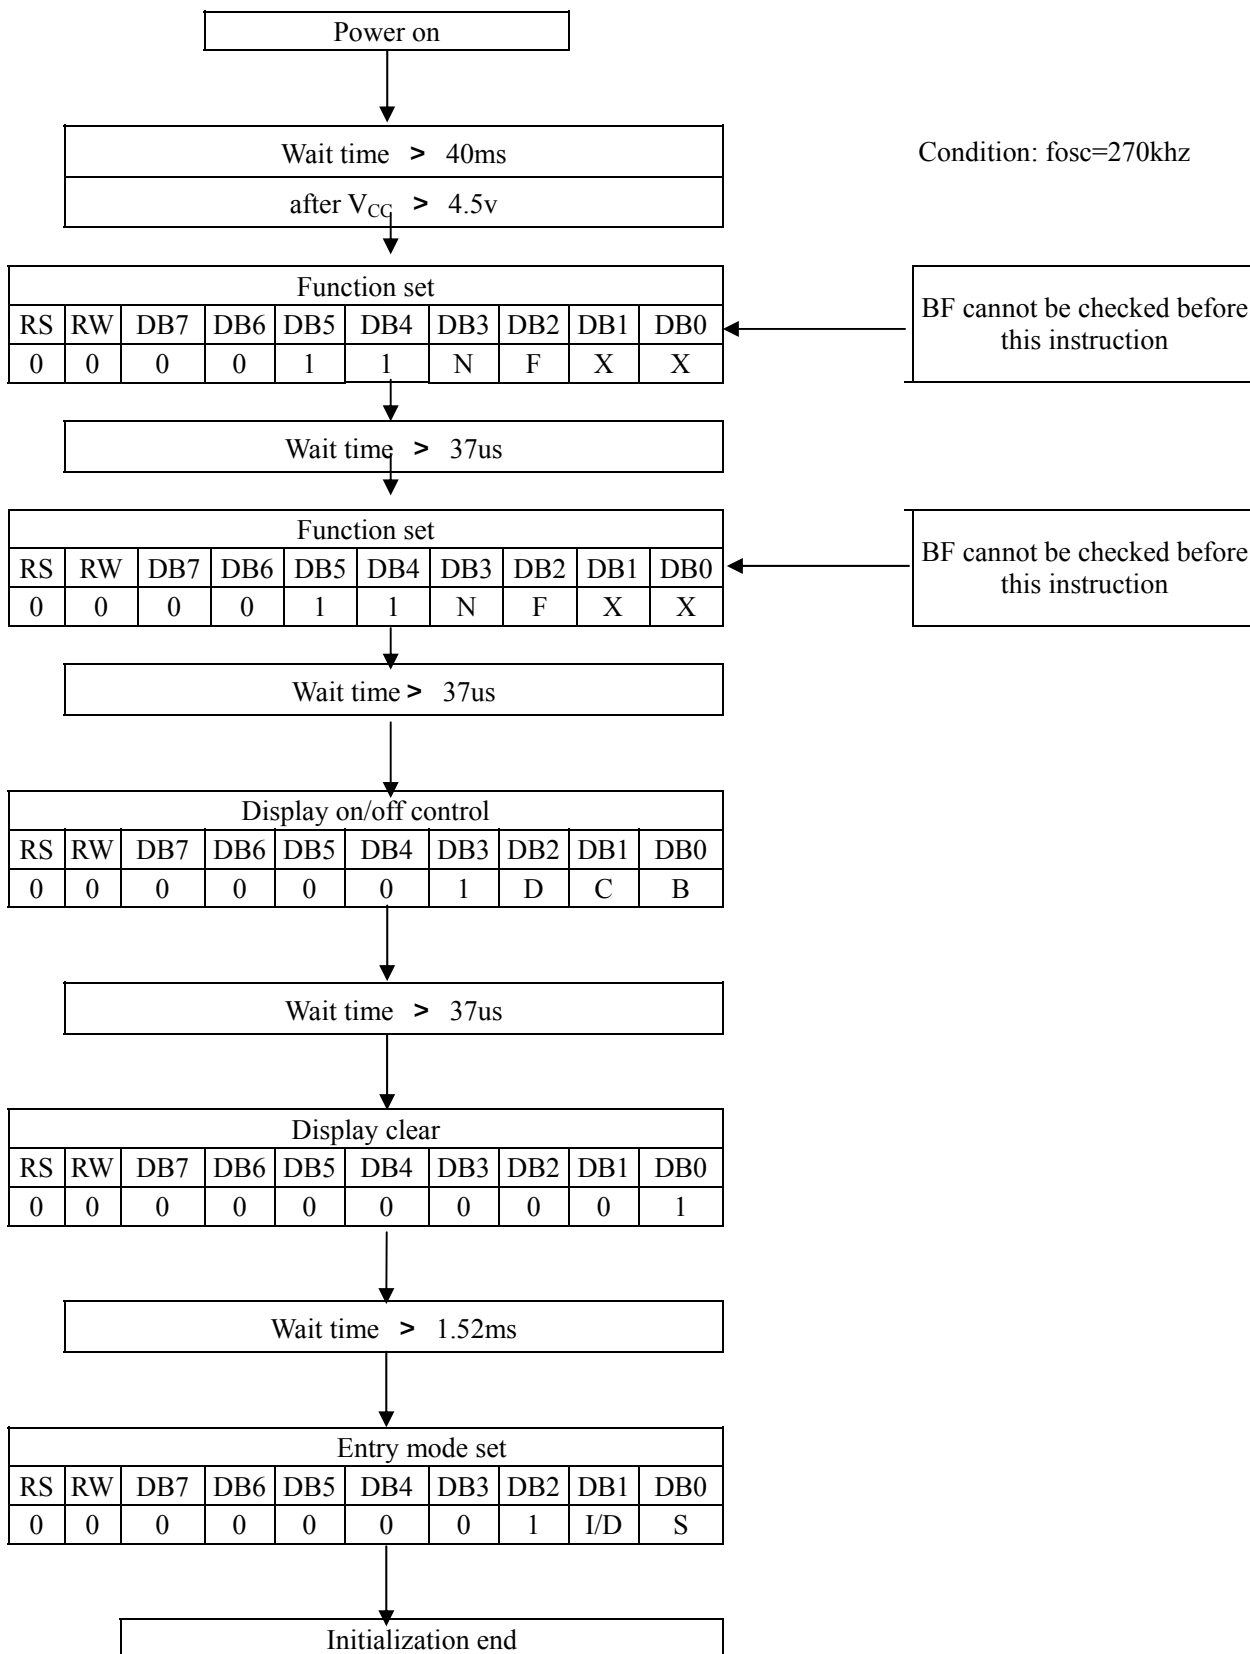 Power on
Wait time > 40ms
Condition: fosc=270khz
after VCC > 4.5v
Function set
RS RW DB7 DB6 DB5 DB4 DB3 DB2 DB1 DB0
0 0 0 0 1 1 N F X X
BF cannot be checked before
this instruction
Wait time > 37us
Function set
RS RW DB7 DB6 DB5 DB4 DB3 DB2 DB1 DB0
0 0 0 0 1 1 N F X X
BF cannot be checked before
this instruction
Wait time > 37us
Display on/off control
RS RW DB7 DB6 DB5 DB4 DB3 DB2 DB1 DB0
0 0 0 0 0 0 1 D C B
Wait time > 37us
Display clear
RS RW DB7 DB6 DB5 DB4 DB3 DB2 DB1 DB0
0 0 0 0 0 0 0 0 0 1
Wait time > 1.52ms
Entry mode set
RS RW DB7 DB6 DB5 DB4 DB3 DB2 DB1 DB0
0 0 0 0 0 0 0 1 I/D S
Initialization end